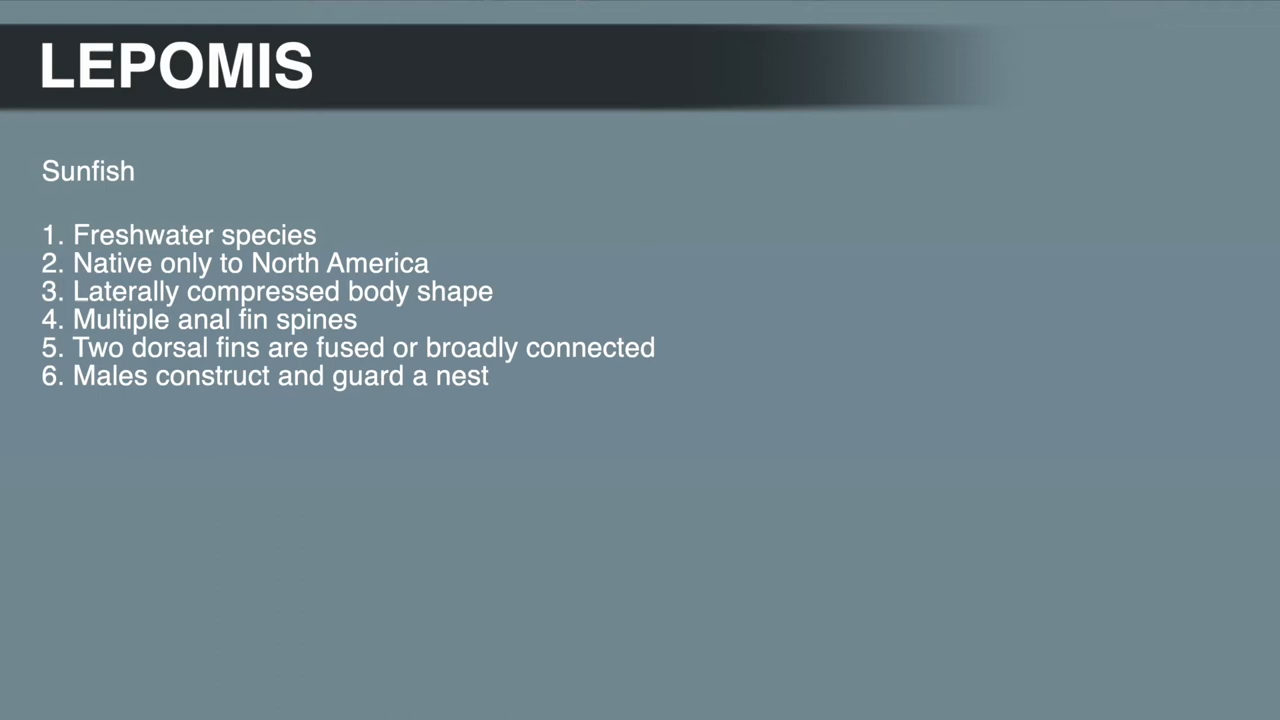 LEPOMIS
Sunfish
1. Freshwater species
2. Native only to North America
3. Laterally compressed body shape
4. Multiple anal fin spines
5. Two dorsal fins are fused or broadly connected
6. Males construct and guard a nest